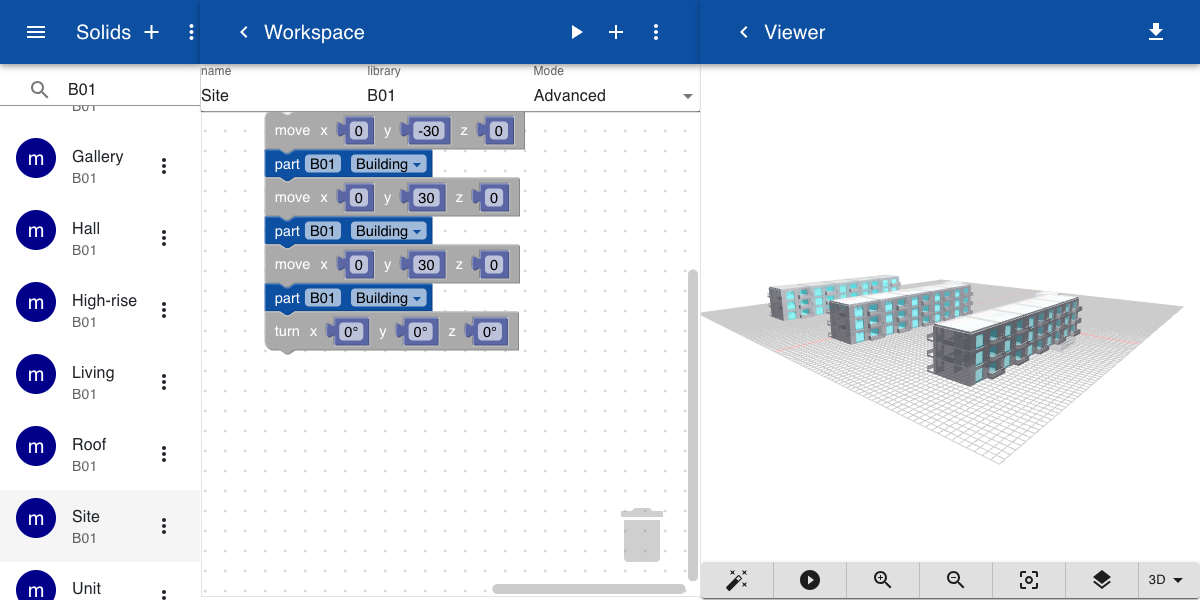 Solids
Workspace
Viewer
B01
B01
Gallery
B01
Hall
B01
High-rise
B01
Living
B01
Roof
B01
Site
B01
Unit
name
library
Mode
Site
B01
Advanced
move x 0 y -30 z 0
part B01 Building
move x 0 y 30 z 0
part B01 Building
move x 0 y 30 z 0
part B01 Building
turn x 0° y 0° z 0°
m
m
m
m
m
m
m
3D